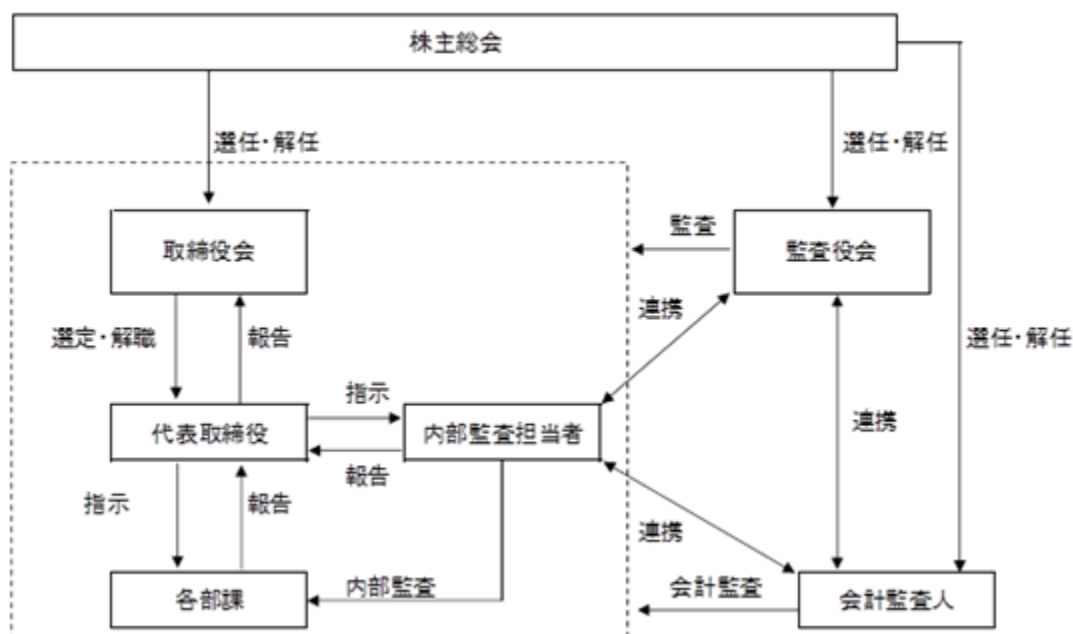 株主総会
選任・解任
選任・解任
取締役会
監査
監査役会
連携
選定・解職
報告
選任・解任
指示
代表取締役
内部監査担当者
連携
報告
指示
報告
連携
各部課
内部監査
会計監査
会計監査人